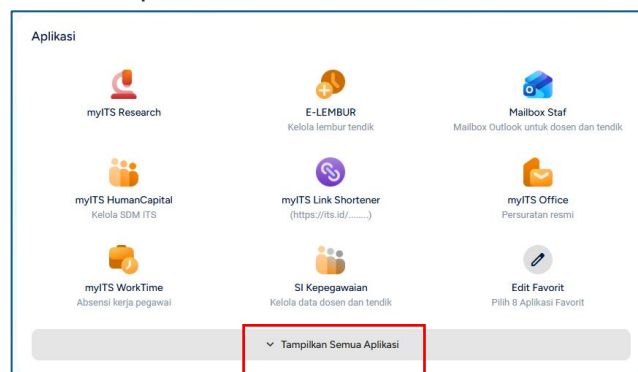 Aplikasi
myITS Research
E-LEMBUR
Kelola lembur tendik
Mailbox Staf
Mailbox Outlook untuk dosen dan tendik
myITS HumanCapital
Kelola SDM ITS
myITS Link Shortener
(https://its.id/........)
myITS Office
Persuratan resmi
myITS WorkTime
Absensi kerja pegawai
SI Kepegawaian
Kelola data dosen dan tendik
Edit Favorit
Pilih 8 Aplikasi Favorit
Tampilkan Semua Aplikasi